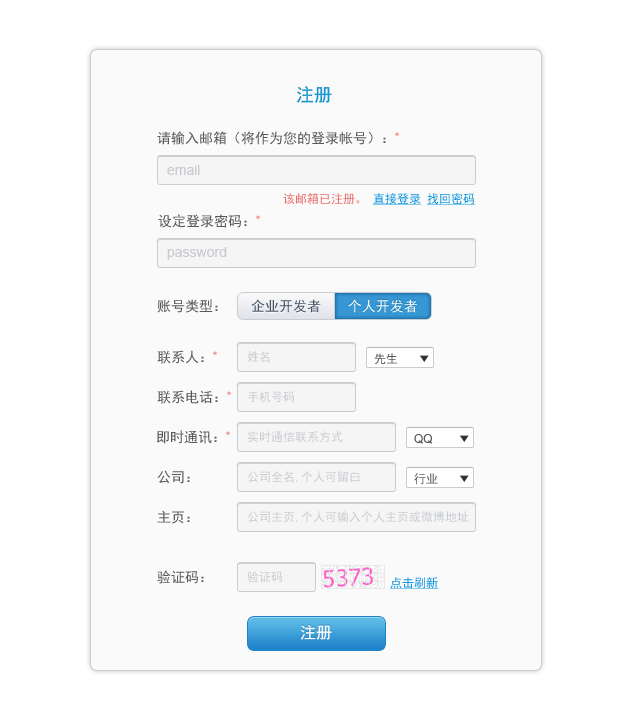 注册
请输入邮箱（将作为您的登录帐号）：*
email
该邮箱已注册。 直接登录 找回密码
设定登录密码：*
password
账号类型： 企业开发者 个人开发者
联系人：* 姓名 先生
联系电话：* 手机号码
即时通讯：* 实时通信联系方式 QQ
公司： 公司全名, 个人可留白 行业
主页： 公司主页, 个人可输入个人主页或微博地址
验证码： 验证码 5373 点击刷新
注册